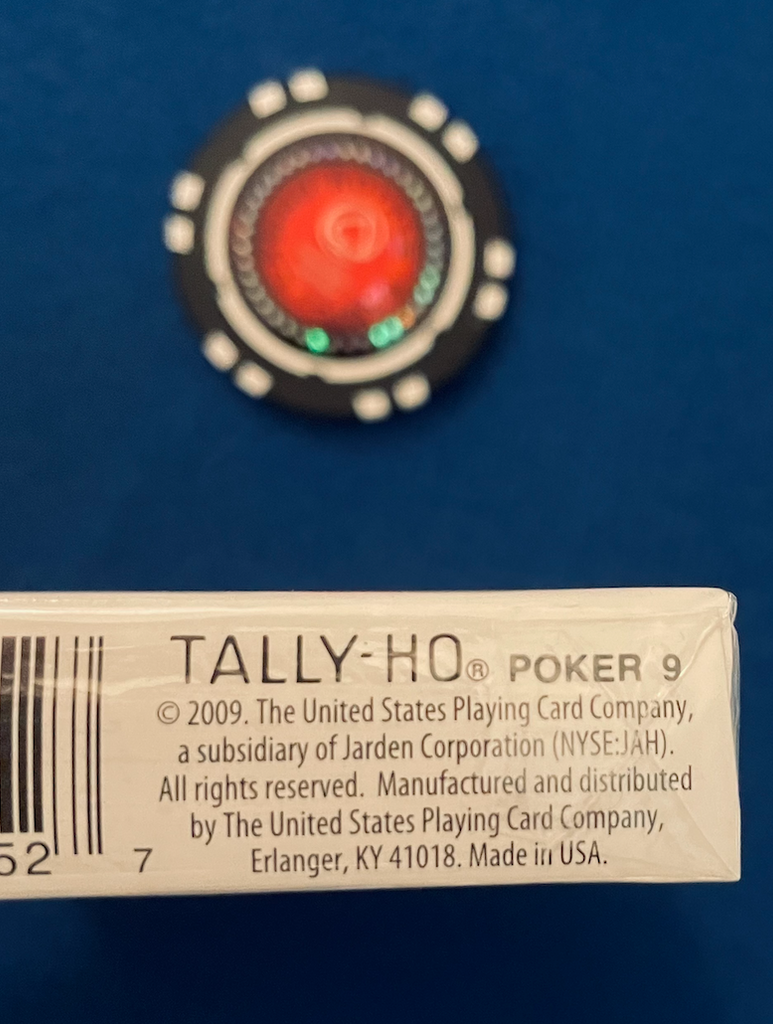 TALLY-HO® POKER 9
© 2009. The United States Playing Card Company,
a subsidiary of Jarden Corporation (NYSE:JAH).
All rights reserved. Manufactured and distributed
by The United States Playing Card Company,
Erlanger, KY 41018. Made in USA.
52 7